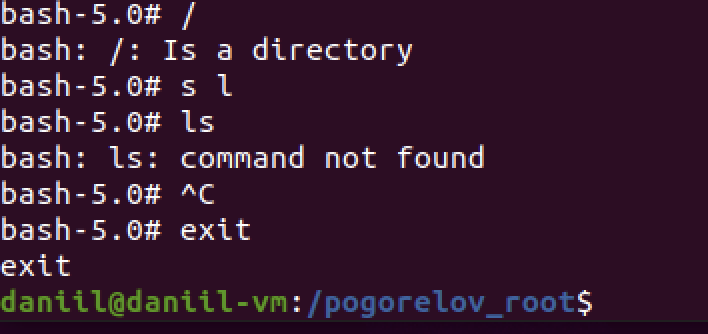 bash-5.0# /
bash: /: Is a directory
bash-5.0# s l
bash-5.0# ls
bash: ls: command not found
bash-5.0# ^C
bash-5.0# exit
exit
daniil@daniil-vm:/pogorelov_root$